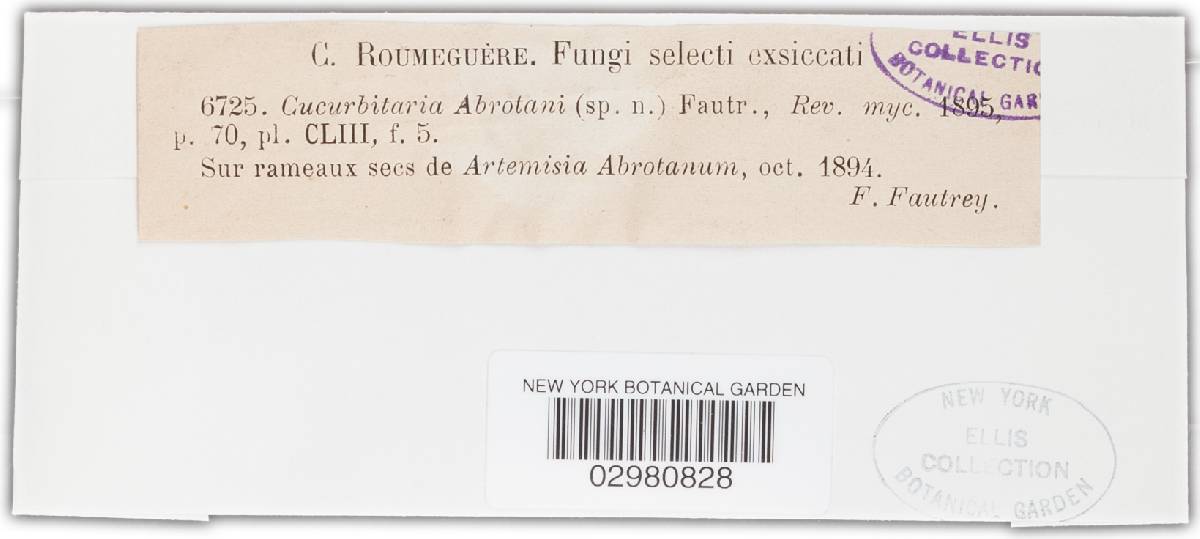 C. ROUMEGUÈRE. Fungi selecti exsiccati
6725. Cucurbitaria Abrotani (sp. n.) Fautr., Rev. myc. 1895,
p. 70, pl. CLIII, f. 5.
Sur rameaux secs de Artemisia Abrotanum, oct. 1894.
F. Fautrey.
ELLIS
COLLECTIO
BOTANICAL GAR
NEW YORK BOTANICAL GARDEN
02980828
NEW YORK
ELLIS
COLLECTION
BOTANICAL GARDEN